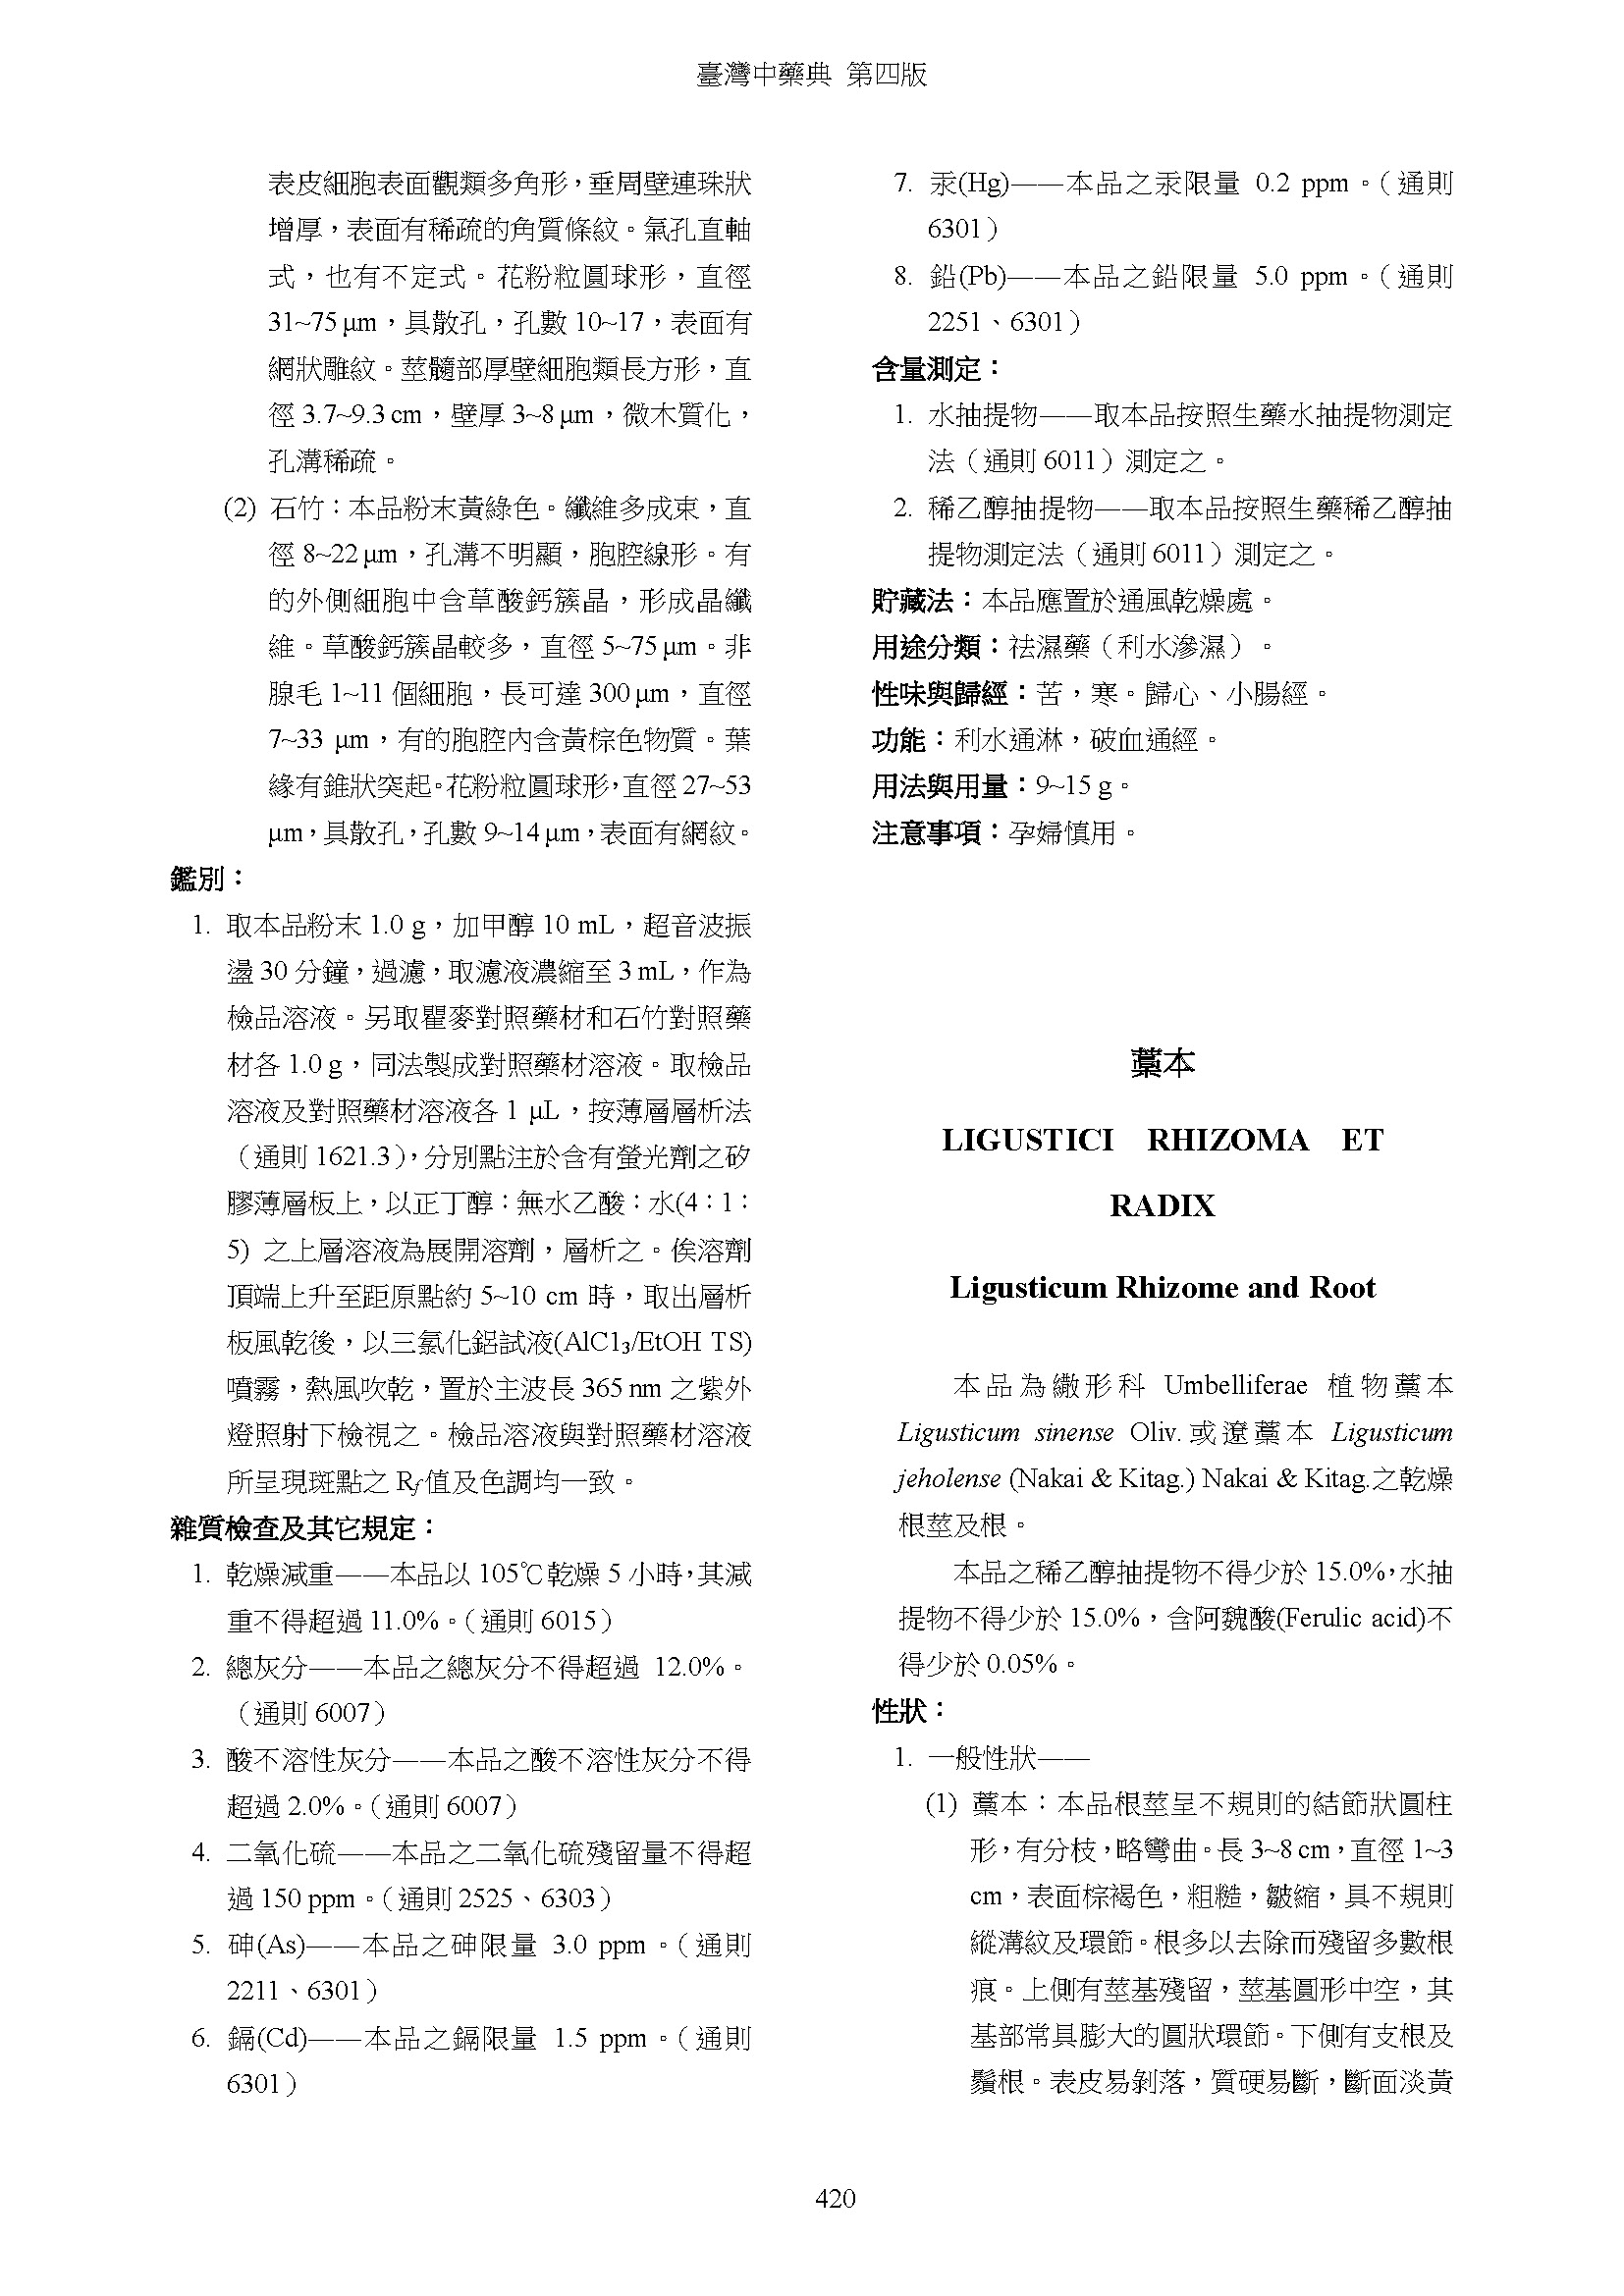 臺灣中藥典 第四版
表皮細胞表面觀類多角形，垂周壁連珠狀
增厚，表面有稀疏的角質條紋。氣孔直軸
式，也有不定式。花粉粒圓球形，直徑
31~75 μm，具散孔，孔數 10~17，表面有
網狀雕紋。莖髓部厚壁細胞類長方形，直
徑 3.7~9.3 cm，壁厚 3~8 μm，微木質化，
孔溝稀疏。
(2) 石竹：本品粉末黃綠色。纖維多成束，直
徑 8~22 μm，孔溝不明顯，胞腔線形。有
的外側細胞中含草酸鈣簇晶，形成晶纖
維。草酸鈣簇晶較多，直徑 5~75 μm。非
腺毛 1~11 個細胞，長可達 300 μm，直徑
7~33 μm，有的胞腔內含黃棕色物質。葉
緣有錐狀突起。花粉粒圓球形，直徑 27~53
μm，具散孔，孔數 9~14 μm，表面有網紋。
鑑別：
1. 取本品粉末 1.0 g，加甲醇 10 mL，超音波振
盪 30 分鐘，過濾，取濾液濃縮至 3 mL，作為
檢品溶液。另取瞿麥對照藥材和石竹對照藥
材各 1.0 g，同法製成對照藥材溶液。取檢品
溶液及對照藥材溶液各 1 μL，按薄層層析法
（通則 1621.3），分別點注於含有螢光劑之矽
膠薄層板上，以正丁醇：無水乙酸：水(4：1：
5) 之上層溶液為展開溶劑，層析之。俟溶劑
頂端上升至距原點約 5~10 cm 時，取出層析
板風乾後，以三氯化鋁試液(AlC1₃/EtOH TS)
噴霧，熱風吹乾，置於主波長 365 nm 之紫外
燈照射下檢視之。檢品溶液與對照藥材溶液
所呈現斑點之 Rf 值及色調均一致。
雜質檢查及其它規定：
1. 乾燥減重——本品以 105℃乾燥 5 小時，其減
重不得超過 11.0%。（通則 6015）
2. 總灰分——本品之總灰分不得超過 12.0%。
（通則 6007）
3. 酸不溶性灰分——本品之酸不溶性灰分不得
超過 2.0%。（通則 6007）
4. 二氧化硫——本品之二氧化硫殘留量不得超
過 150 ppm。（通則 2525、6303）
5. 砷(As)——本品之砷限量 3.0 ppm。（通則
2211、6301）
6. 鎘(Cd)——本品之鎘限量 1.5 ppm。（通則
6301）
7. 汞(Hg)——本品之汞限量 0.2 ppm。（通則
6301）
8. 鉛(Pb)——本品之鉛限量 5.0 ppm。（通則
2251、6301）
含量測定：
1. 水抽提物——取本品按照生藥水抽提物測定
法（通則 6011）測定之。
2. 稀乙醇抽提物——取本品按照生藥稀乙醇抽
提物測定法（通則 6011）測定之。
貯藏法：本品應置於通風乾燥處。
用途分類：祛濕藥（利水滲濕）。
性味與歸經：苦，寒。歸心、小腸經。
功能：利水通淋，破血通經。
用法與用量：9~15 g。
注意事項：孕婦慎用。
藁本
LIGUSTICI RHIZOMA ET
RADIX
Ligusticum Rhizome and Root
本品為繖形科 Umbelliferae 植物藁本
Ligusticum sinense Oliv. 或遼藁本 Ligusticum
jeholense (Nakai & Kitag.) Nakai & Kitag.之乾燥
根莖及根。
本品之稀乙醇抽提物不得少於 15.0%，水抽
提物不得少於 15.0%，含阿魏酸(Ferulic acid)不
得少於 0.05%。
性狀：
1. 一般性狀——
(1) 藁本：本品根莖呈不規則的結節狀圓柱
形，有分枝，略彎曲。長 3~8 cm，直徑 1~3
cm，表面棕褐色，粗糙，皺縮，具不規則
縱溝紋及環節。根多以去除而殘留多數根
痕。上側有莖基殘留，莖基圓形中空，其
基部常具膨大的圓狀環節。下側有支根及
鬚根。表皮易剝落，質硬易斷，斷面淡黃
420